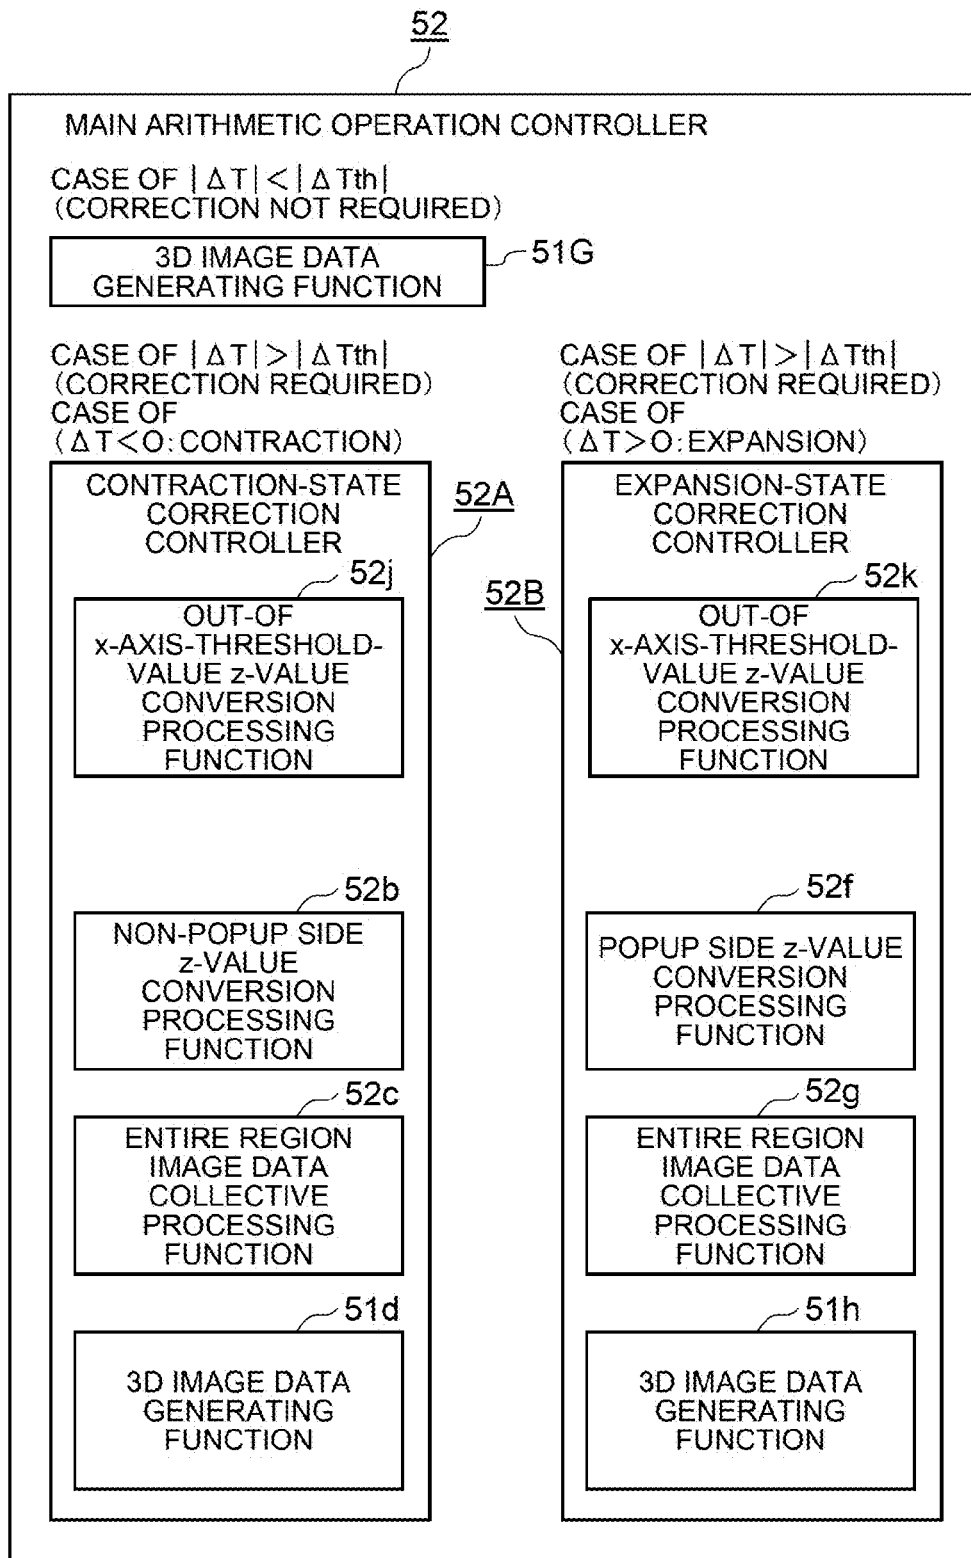 52
MAIN ARITHMETIC OPERATION CONTROLLER
CASE OF |ΔT|<|ΔTth|
(CORRECTION NOT REQUIRED)
51G
3D IMAGE DATA
GENERATING FUNCTION
CASE OF |ΔT|>|ΔTth|
(CORRECTION REQUIRED)
CASE OF
(ΔT<O:CONTRACTION)
52A
CONTRACTION-STATE
CORRECTION
CONTROLLER
52j
OUT-OF
x-AXIS-THRESHOLD-
VALUE z-VALUE
CONVERSION
PROCESSING
FUNCTION
52b
NON-POPUP SIDE
z-VALUE
CONVERSION
PROCESSING
FUNCTION
52c
ENTIRE REGION
IMAGE DATA
COLLECTIVE
PROCESSING
FUNCTION
51d
3D IMAGE DATA
GENERATING
FUNCTION
CASE OF |ΔT|>|ΔTth|
(CORRECTION REQUIRED)
CASE OF
(ΔT>O:EXPANSION)
52B
EXPANSION-STATE
CORRECTION
CONTROLLER
52k
OUT-OF
x-AXIS-THRESHOLD-
VALUE z-VALUE
CONVERSION
PROCESSING
FUNCTION
52f
POPUP SIDE z-VALUE
CONVERSION
PROCESSING
FUNCTION
52g
ENTIRE REGION
IMAGE DATA
COLLECTIVE
PROCESSING
FUNCTION
51h
3D IMAGE DATA
GENERATING
FUNCTION